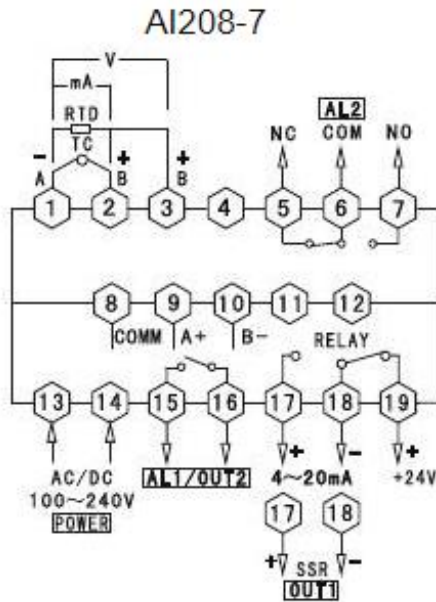 AI208-7
V
mA
RTD
TC
AL2
NC COM NO
- + +
A B B
1 2 3 4 5 6 7
8 9 10 11 12
COMM A+ B- RELAY
13 14 15 16 17 18 19
+ - +
AC/DC AL1/OUT2 4~20mA +24V
100~240V
POWER
17 18
+ SSR -
OUT1